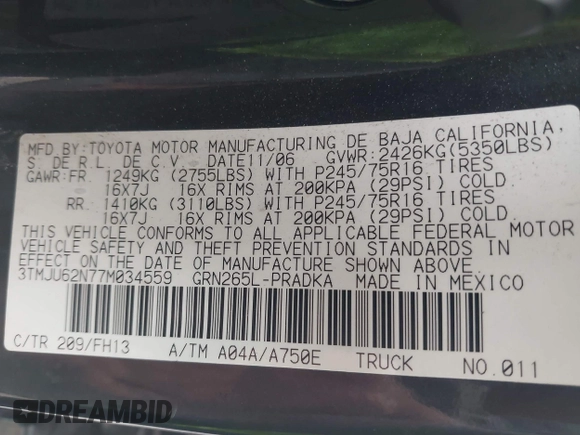 MFD BY:TOYOTA MOTOR MANUFACTURING DE BAJA CALIFORNIA,
S. DE R.L. DE C.V. DATE11/06 GVWR:2426KG(5350LBS)
GAWR:FR. 1249KG (2755LBS) WITH P245/75R16 TIRES
16X7J 16X RIMS AT 200KPA (29PSI) COLD
RR. 1410KG (3110LBS) WITH P245/75R16 TIRES
16X7J 16X RIMS AT 200KPA (29PSI) COLD.
THIS VEHICLE CONFORMS TO ALL APPLICABLE FEDERAL MOTOR
VEHICLE SAFETY AND THEFT PREVENTION STANDARDS IN
EFFECT ON THE DATE OF MANUFACTURE SHOWN ABOVE.
3TMJU62N77M034559 GRN265L-PRADKA MADE IN MEXICO
C/TR 209/FH13 A/TM A04A/A750E TRUCK NO.011
DREAMBID